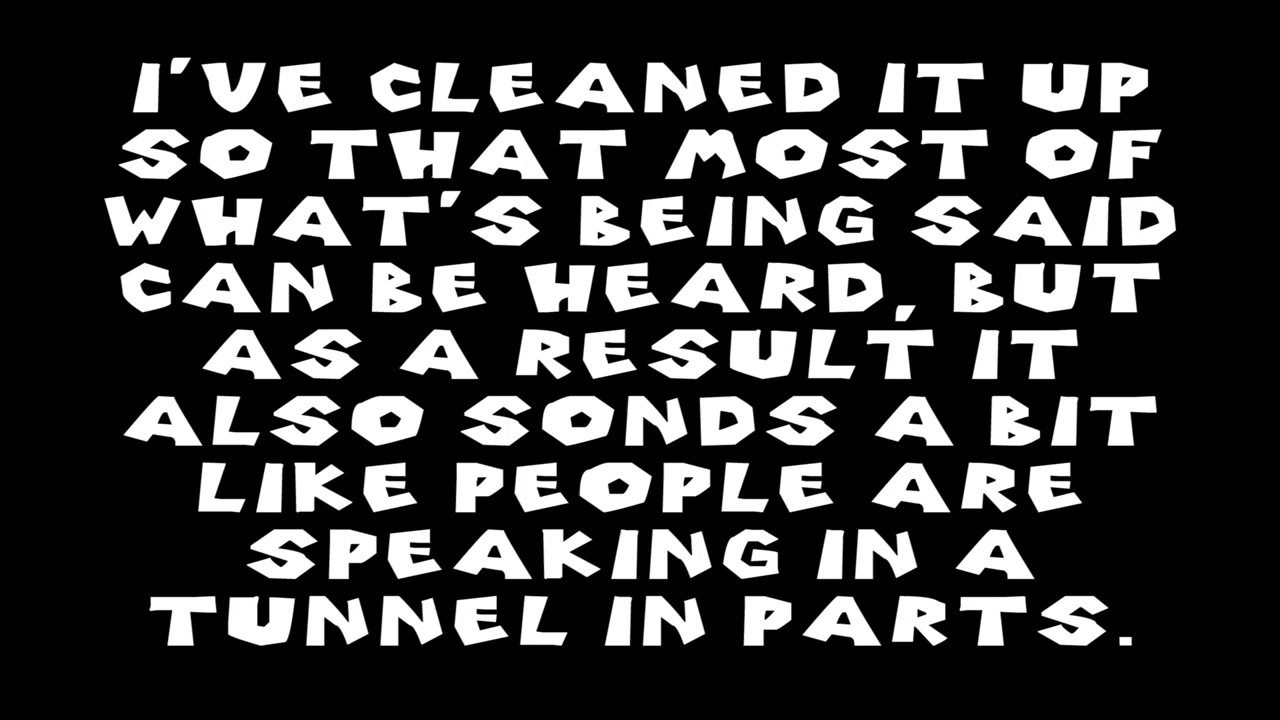 I'VE CLEANED IT UP
SO THAT MOST OF
WHAT'S BEING SAID
CAN BE HEARD, BUT
AS A RESULT IT
ALSO SONDS A BIT
LIKE PEOPLE ARE
SPEAKING IN A
TUNNEL IN PARTS.